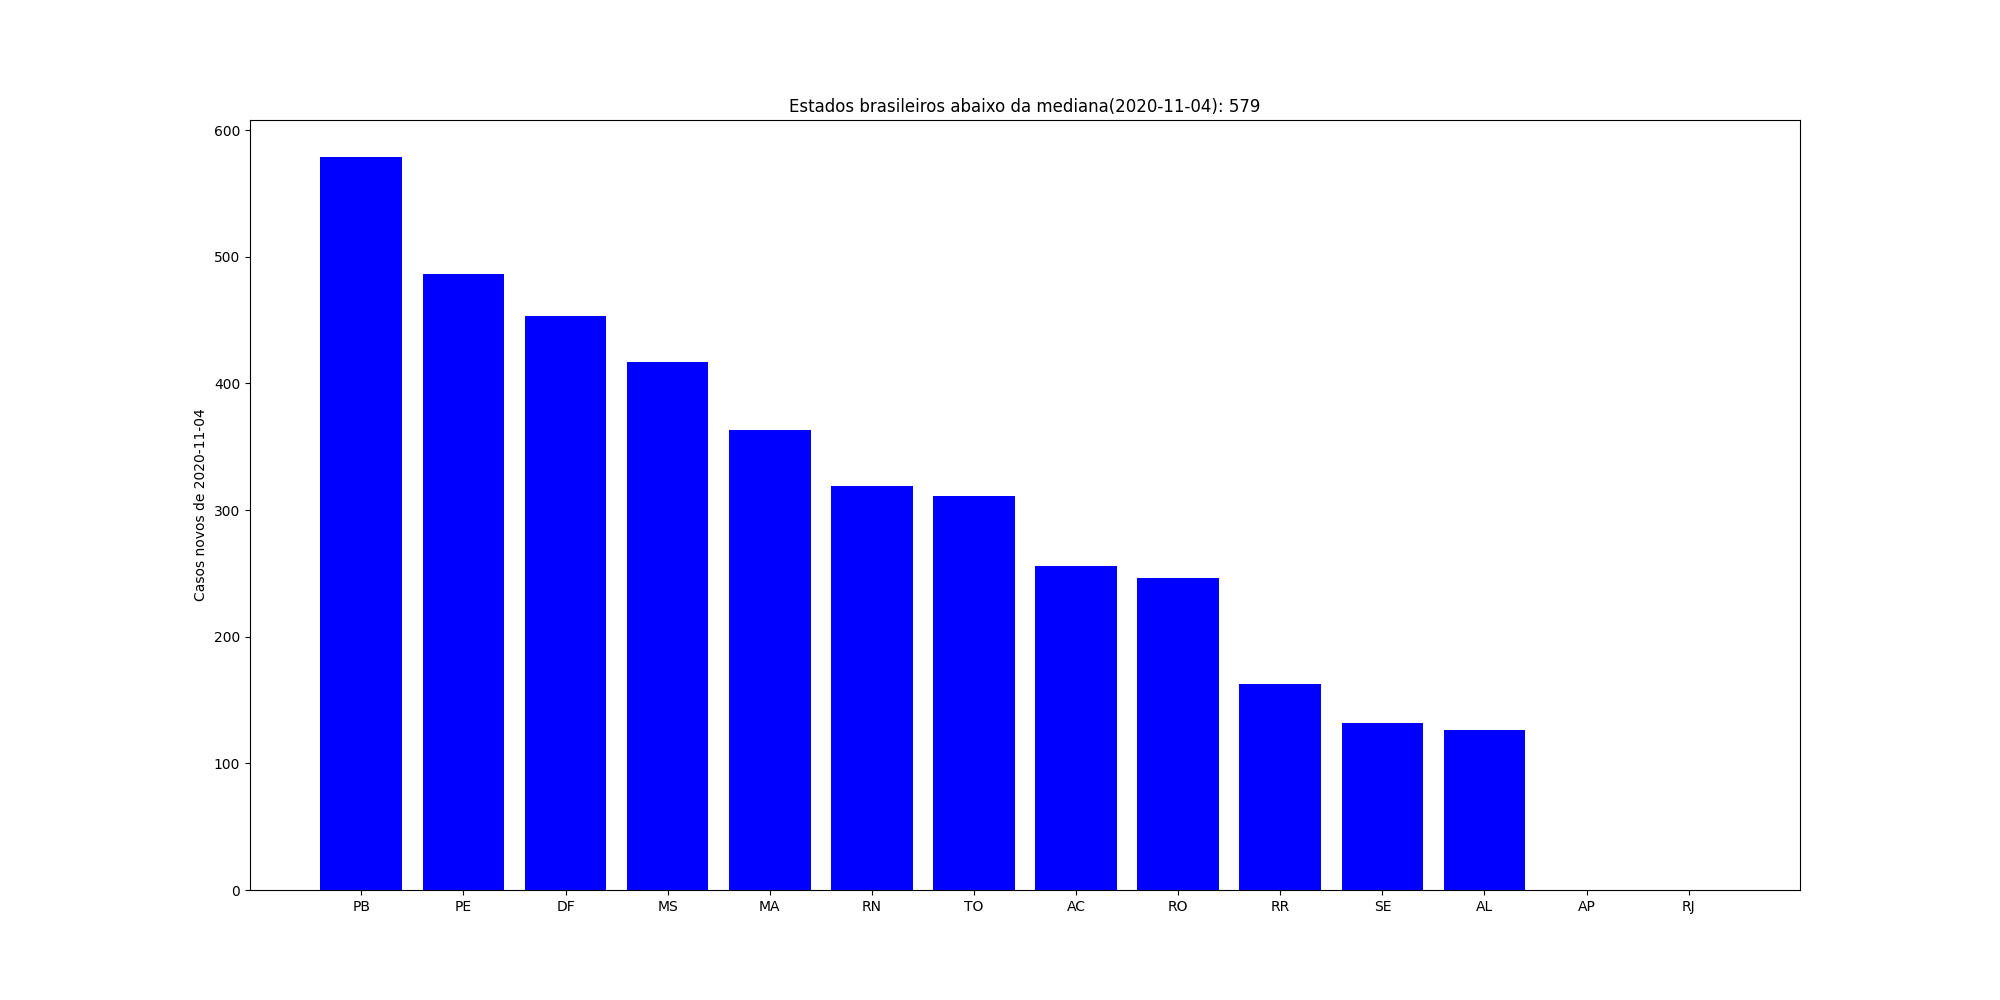 Estados brasileiros abaixo da mediana(2020-11-04): 579
Casos novos de 2020-11-04
600
500
400
300
200
100
0
PB PE DF MS MA RN TO AC RO RR SE AL AP RJ